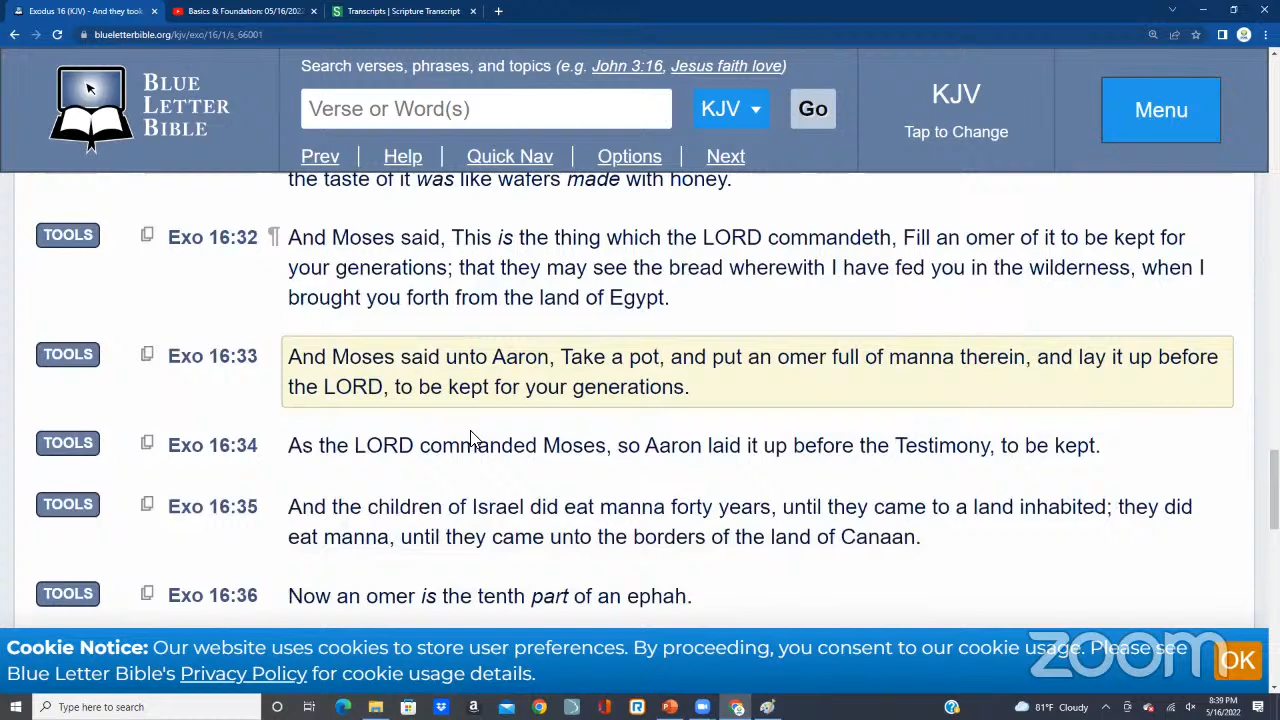 Exodus 16 (KJV) - And they took
Basics & Foundation: 05/16/2022
Transcripts | Scripture Transcript
blueletterbible.org/kjv/exo/16/1/s_66001
BLUE
LETTER
BIBLE
Search verses, phrases, and topics (e.g. John 3:16, Jesus faith love)
Verse or Word(s)
KJV
Go
KJV
Tap to Change
Menu
Prev | Help | Quick Nav | Options | Next
the taste of it was like wafers made with honey.
TOOLS Exo 16:32 ¶ And Moses said, This is the thing which the LORD commandeth, Fill an omer of it to be kept for
your generations; that they may see the bread wherewith I have fed you in the wilderness, when I
brought you forth from the land of Egypt.
TOOLS Exo 16:33 And Moses said unto Aaron, Take a pot, and put an omer full of manna therein, and lay it up before
the LORD, to be kept for your generations.
TOOLS Exo 16:34 As the LORD commanded Moses, so Aaron laid it up before the Testimony, to be kept.
TOOLS Exo 16:35 And the children of Israel did eat manna forty years, until they came to a land inhabited; they did
eat manna, until they came unto the borders of the land of Canaan.
TOOLS Exo 16:36 Now an omer is the tenth part of an ephah.
Cookie Notice: Our website uses cookies to store user preferences. By proceeding, you consent to our cookie usage. Please see
Blue Letter Bible's Privacy Policy for cookie usage details.
OK
zoom
Type here to search
81°F Cloudy
8:39 PM
5/16/2022